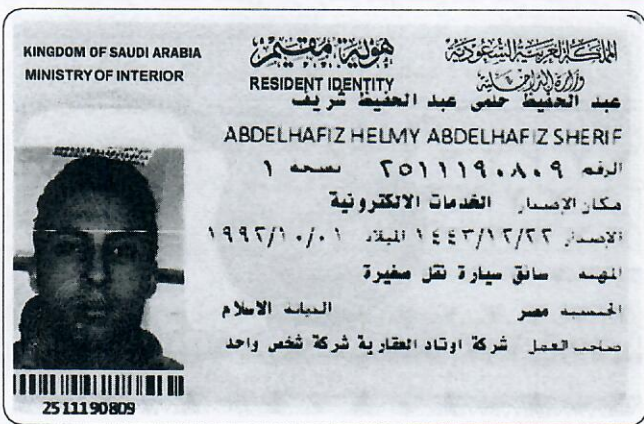 KINGDOM OF SAUDI ARABIA
MINISTRY OF INTERIOR
هوية مقيم
RESIDENT IDENTITY
المملكة العربية السعودية
وزارة الداخلية
عبد الحفيظ حلمى عبد الحفيظ شريف
ABDELHAFIZ HELMY ABDELHAFIZ SHERIF
الرقم ٢٥١١١٩٠٨٠٩ نسخه ١
مكان الإصدار الخدمات الالكترونية
الإصدار ١٤٤٣/١٢/٢٢ الميلاد ١٩٩٢/١٠/٠١
المهنه سائق سيارة نقل صغيرة
الجنسيه مصر الديانه الاسلام
صاحب العمل شركة اوتاد العقارية شركة شخص واحد
2511190809